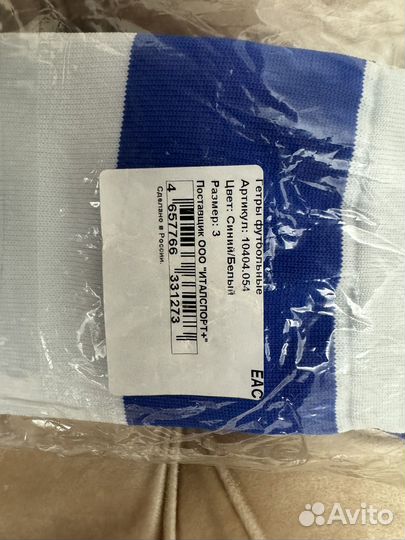 Гетры футбольные
Артикул: 10404.054
Цвет: Синий/Белый
Размер: 3
Поставщик ООО "ИТАЛСПОРТ+"
4 657766 331273
Сделано в России.
EAC
Avito